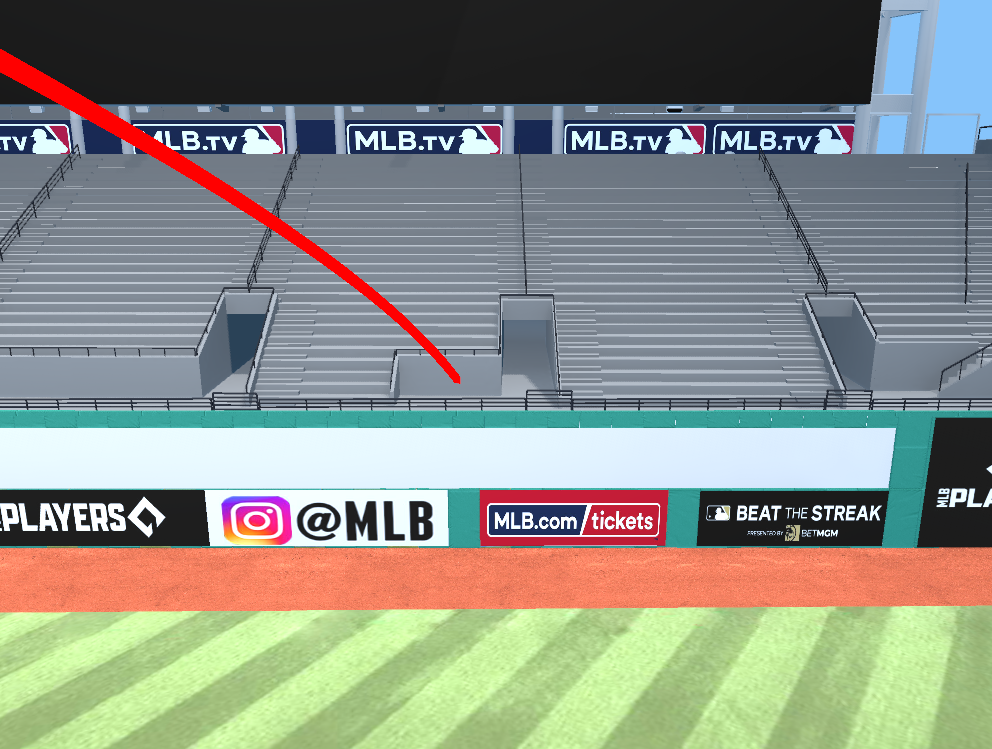 TV
MLB.TV
MLB.TV
MLB.TV
MLB.TV
PLAYERS
@MLB
MLB.com/tickets
BEAT THE STREAK
PRESENTED BY BETMGM
MLB
PLA